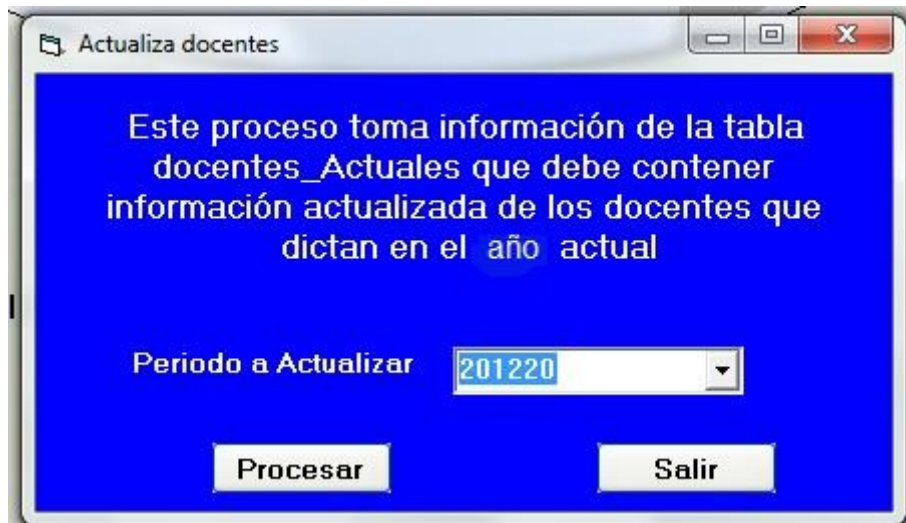 Actualiza docentes
Este proceso toma información de la tabla
docentes_Actuales que debe contener
información actualizada de los docentes que
dictan en el año actual
Periodo a Actualizar 201220
Procesar Salir